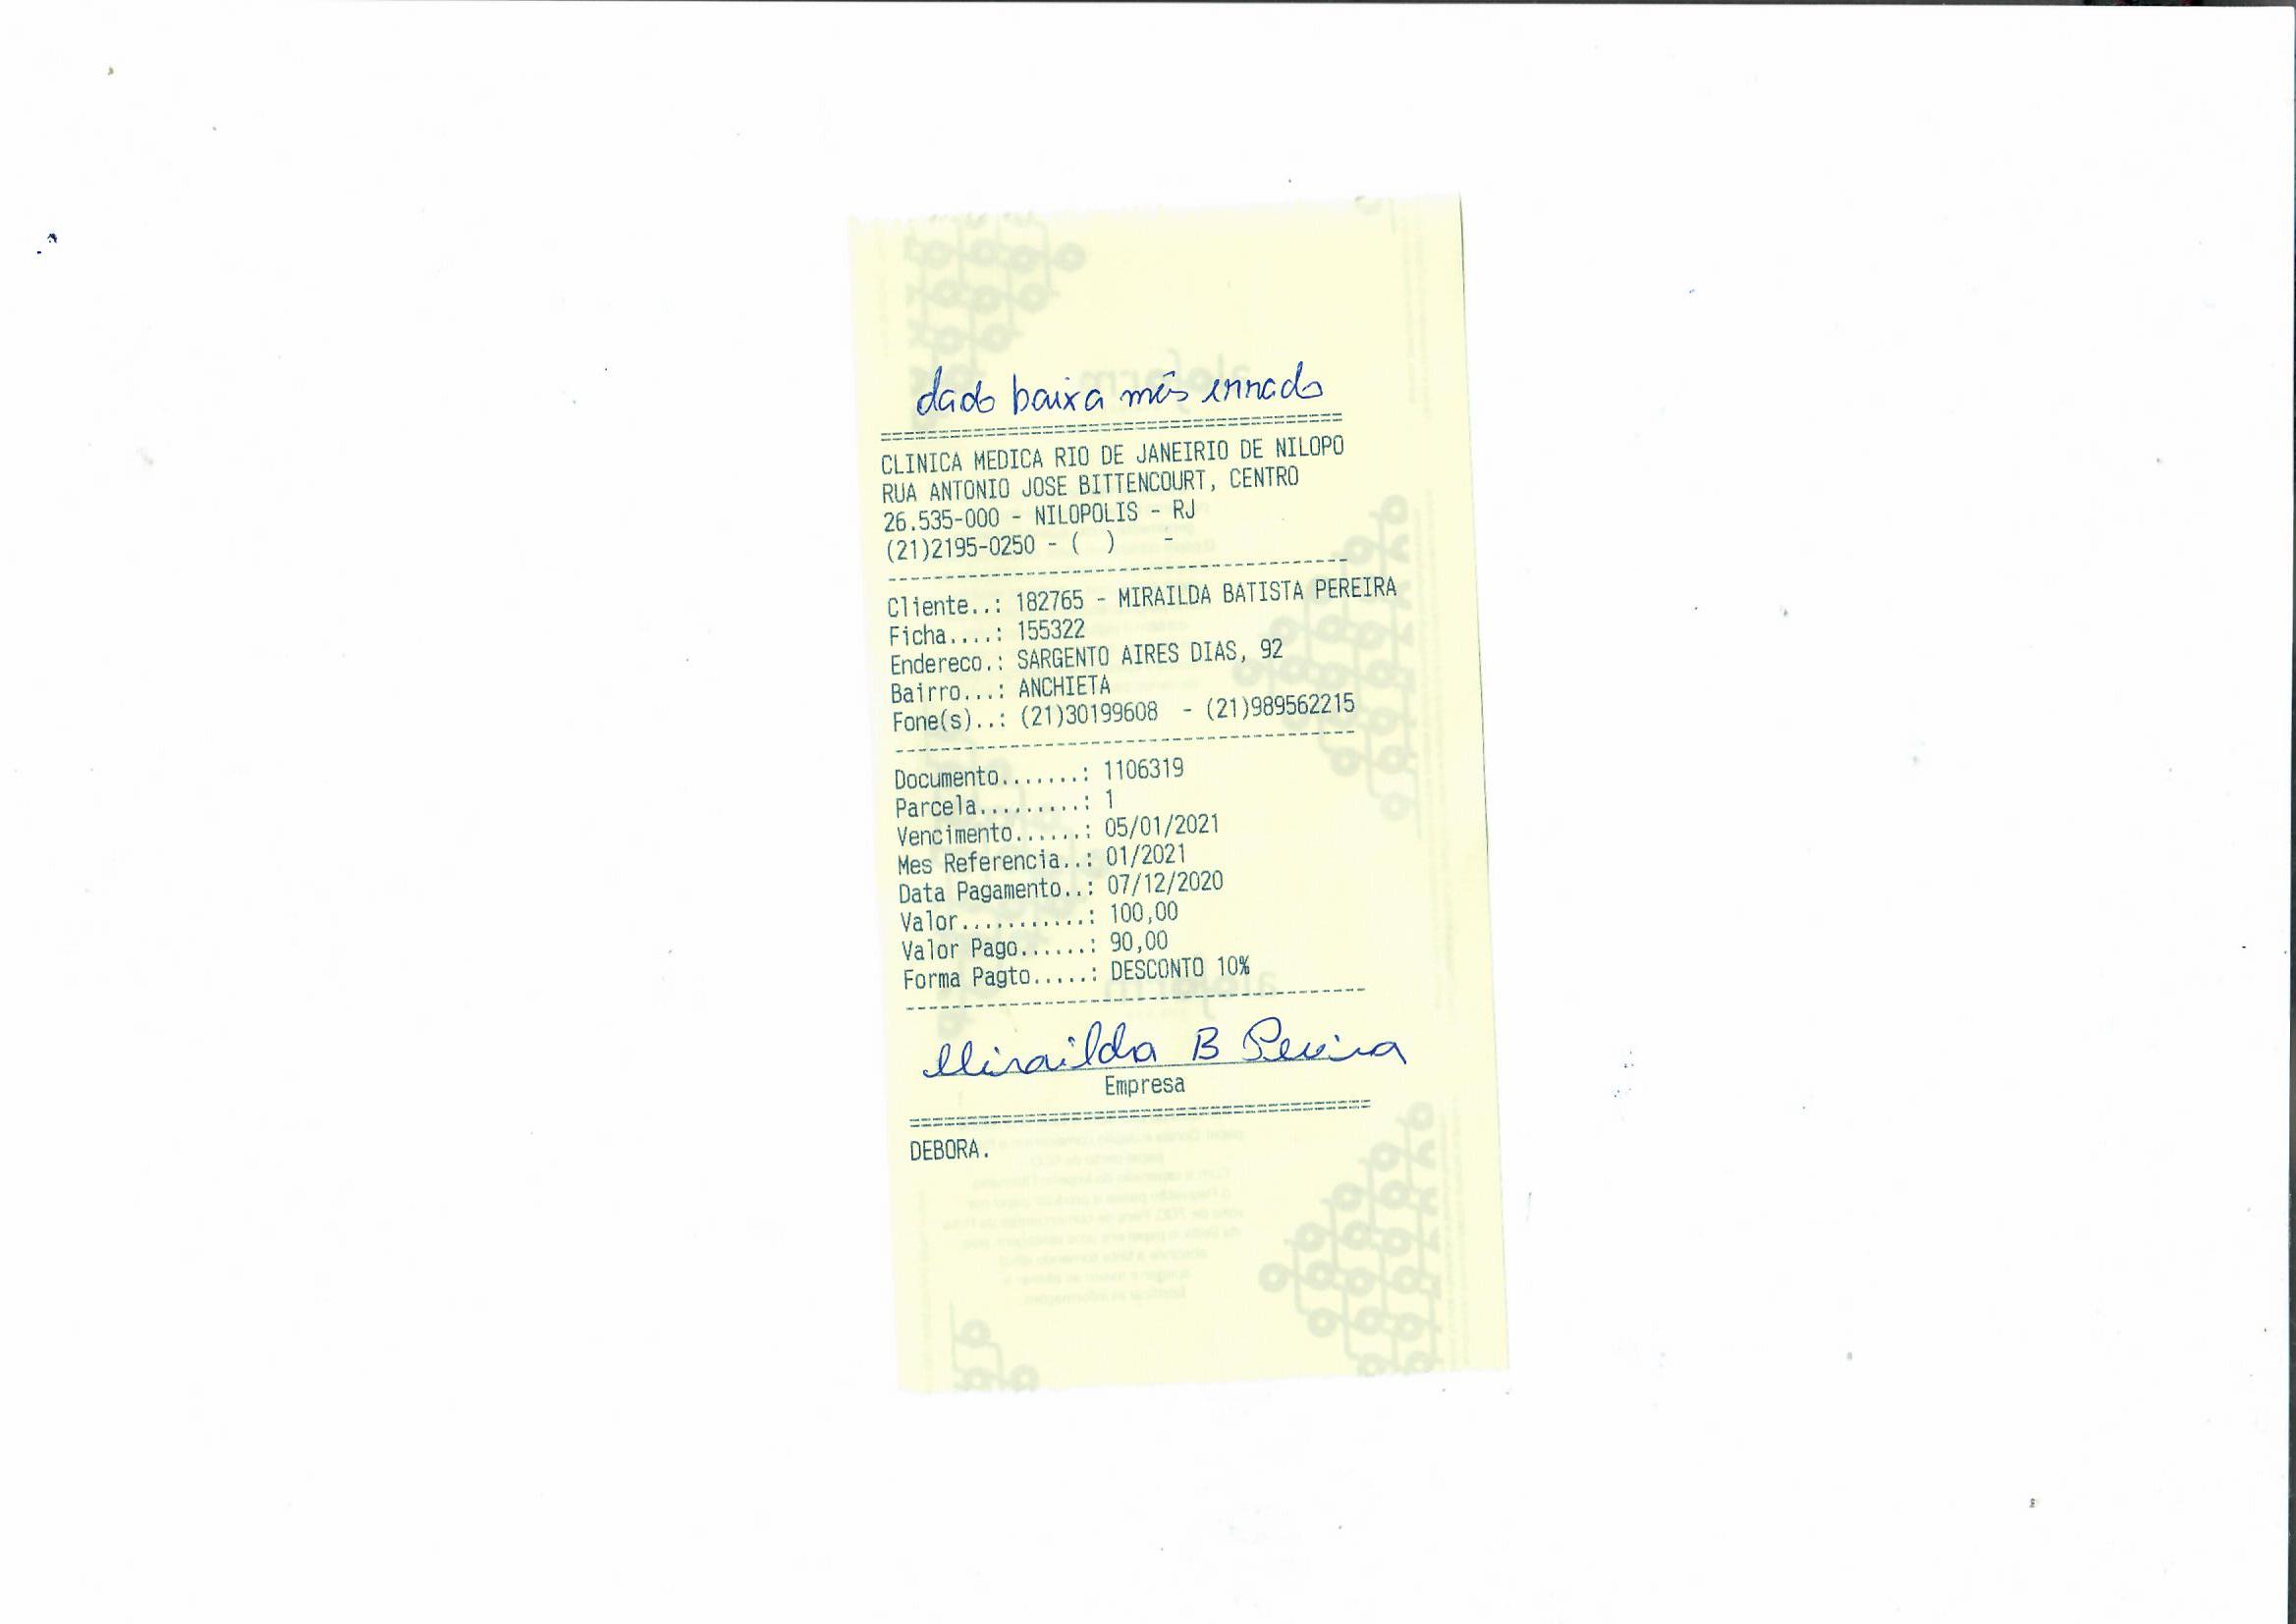 dado baixa mês errado
========================================
CLINICA MEDICA RIO DE JANEIRIO DE NILOPO
RUA ANTONIO JOSE BITTENCOURT, CENTRO
26.535-000 - NILOPOLIS - RJ
(21)2195-0250 - ( )    -
----------------------------------------
Cliente..: 182765 - MIRAILDA BATISTA PEREIRA
Ficha....: 155322
Endereco.: SARGENTO AIRES DIAS, 92
Bairro...: ANCHIETA
Fone(s)..: (21)30199608  - (21)989562215
----------------------------------------
Documento.......: 1106319
Parcela.........: 1
Vencimento......: 05/01/2021
Mes Referencia..: 01/2021
Data Pagamento..: 07/12/2020
Valor...........: 100,00
Valor Pago......: 90,00
Forma Pagto.....: DESCONTO 10%
----------------------------------------
Mirailda B Pereira
Empresa
========================================
DEBORA.